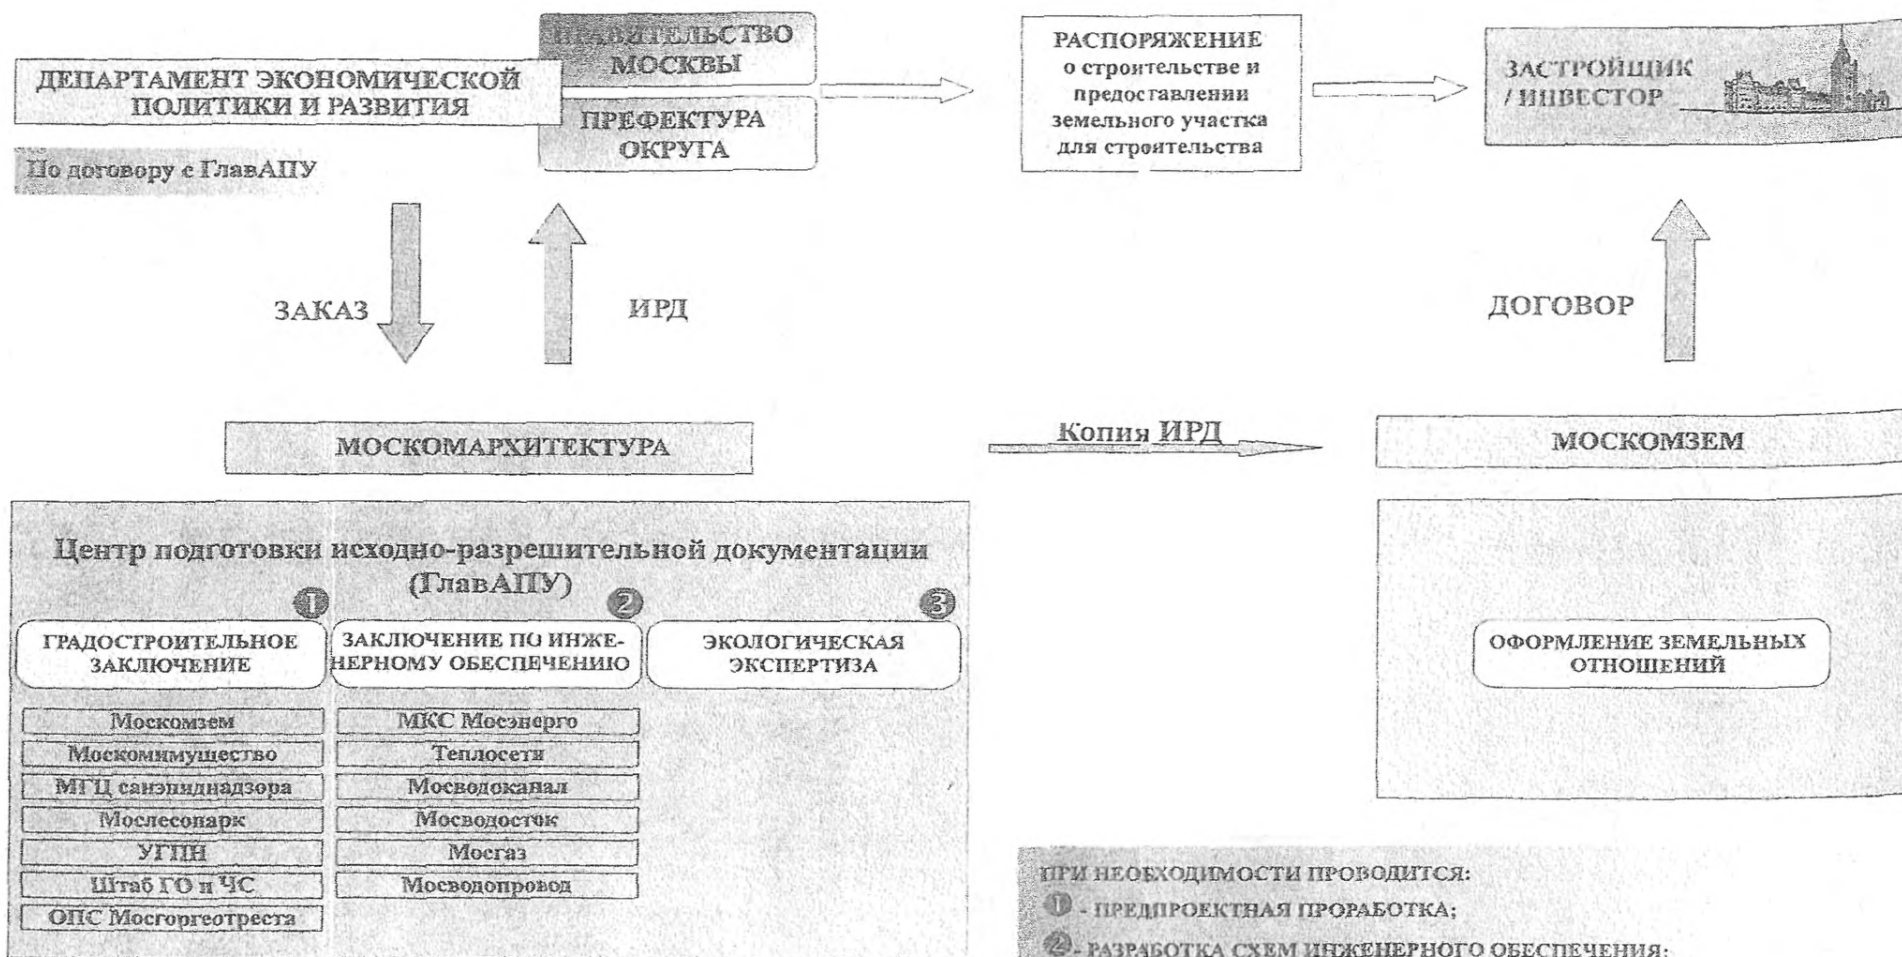 ДЕПАРТАМЕНТ ЭКОНОМИЧЕСКОЙ
ПОЛИТИКИ И РАЗВИТИЯ
ПРАВИТЕЛЬСТВО
МОСКВЫ
ПРЕФЕКТУРА
ОКРУГА
РАСПОРЯЖЕНИЕ
о строительстве и
предоставлении
земельного участка
для строительства
ЗАСТРОЙЩИК
/ ИНВЕСТОР
По договору с ГлавАПУ
ЗАКАЗ
ИРД
ДОГОВОР
МОСКОМАРХИТЕКТУРА
Копия ИРД
МОСКОМЗЕМ
Центр подготовки исходно-разрешительной документации
(ГлавАПУ)
1
2
3
ГРАДОСТРОИТЕЛЬНОЕ
ЗАКЛЮЧЕНИЕ
ЗАКЛЮЧЕНИЕ ПО ИНЖЕ-
НЕРНОМУ ОБЕСПЕЧЕНИЮ
ЭКОЛОГИЧЕСКАЯ
ЭКСПЕРТИЗА
ОФОРМЛЕНИЕ ЗЕМЕЛЬНЫХ
ОТНОШЕНИЙ
Москомзем
Москомимущество
МГЦ санэпиднадзора
Мослесопарк
УГПН
Штаб ГО и ЧС
ОПС Мосгоргеотреста
МКС Мосэнерго
Теплосети
Мосводоканал
Мосводосток
Мосгаз
Мосводопровод
ПРИ НЕОБХОДИМОСТИ ПРОВОДИТСЯ:
1 - ПРЕДПРОЕКТНАЯ ПРОРАБОТКА;
2 - РАЗРАБОТКА СХЕМ ИНЖЕНЕРНОГО ОБЕСПЕЧЕНИЯ;